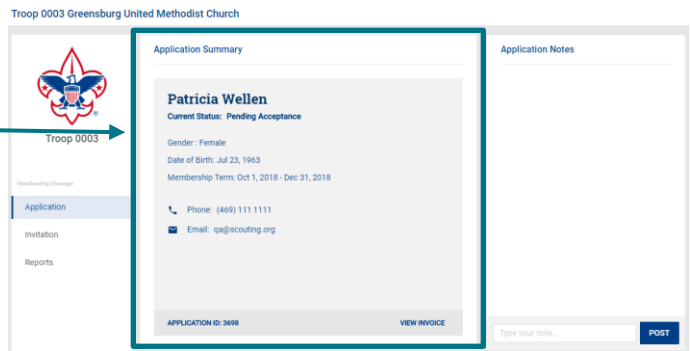 Troop 0003 Greensburg United Methodist Church
Troop 0003
Membership Manager
Application
Invitation
Reports
Application Summary
Patricia Wellen
Current Status: Pending Acceptance
Gender : Female
Date of Birth: Jul 23, 1963
Membership Term: Oct 1, 2018 - Dec 31, 2018
Phone: (469) 111 1111
Email: qa@scouting.org
APPLICATION ID: 3698 VIEW INVOICE
Application Notes
Type your note... POST